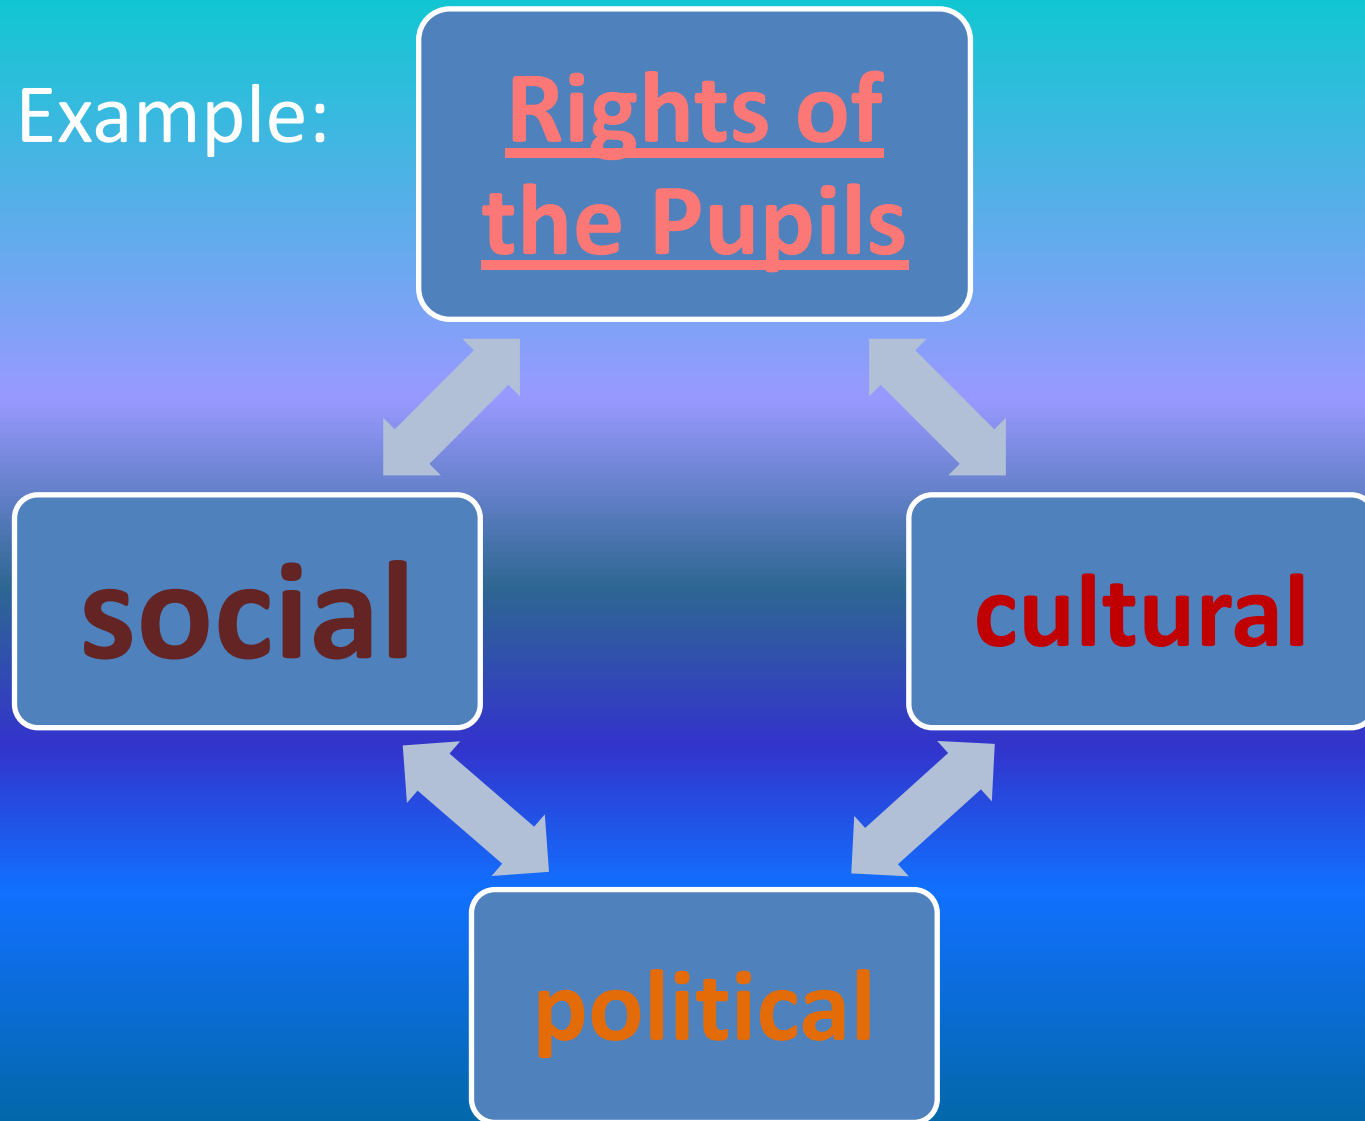 Example:
Rights of
the Pupils
social
cultural
political